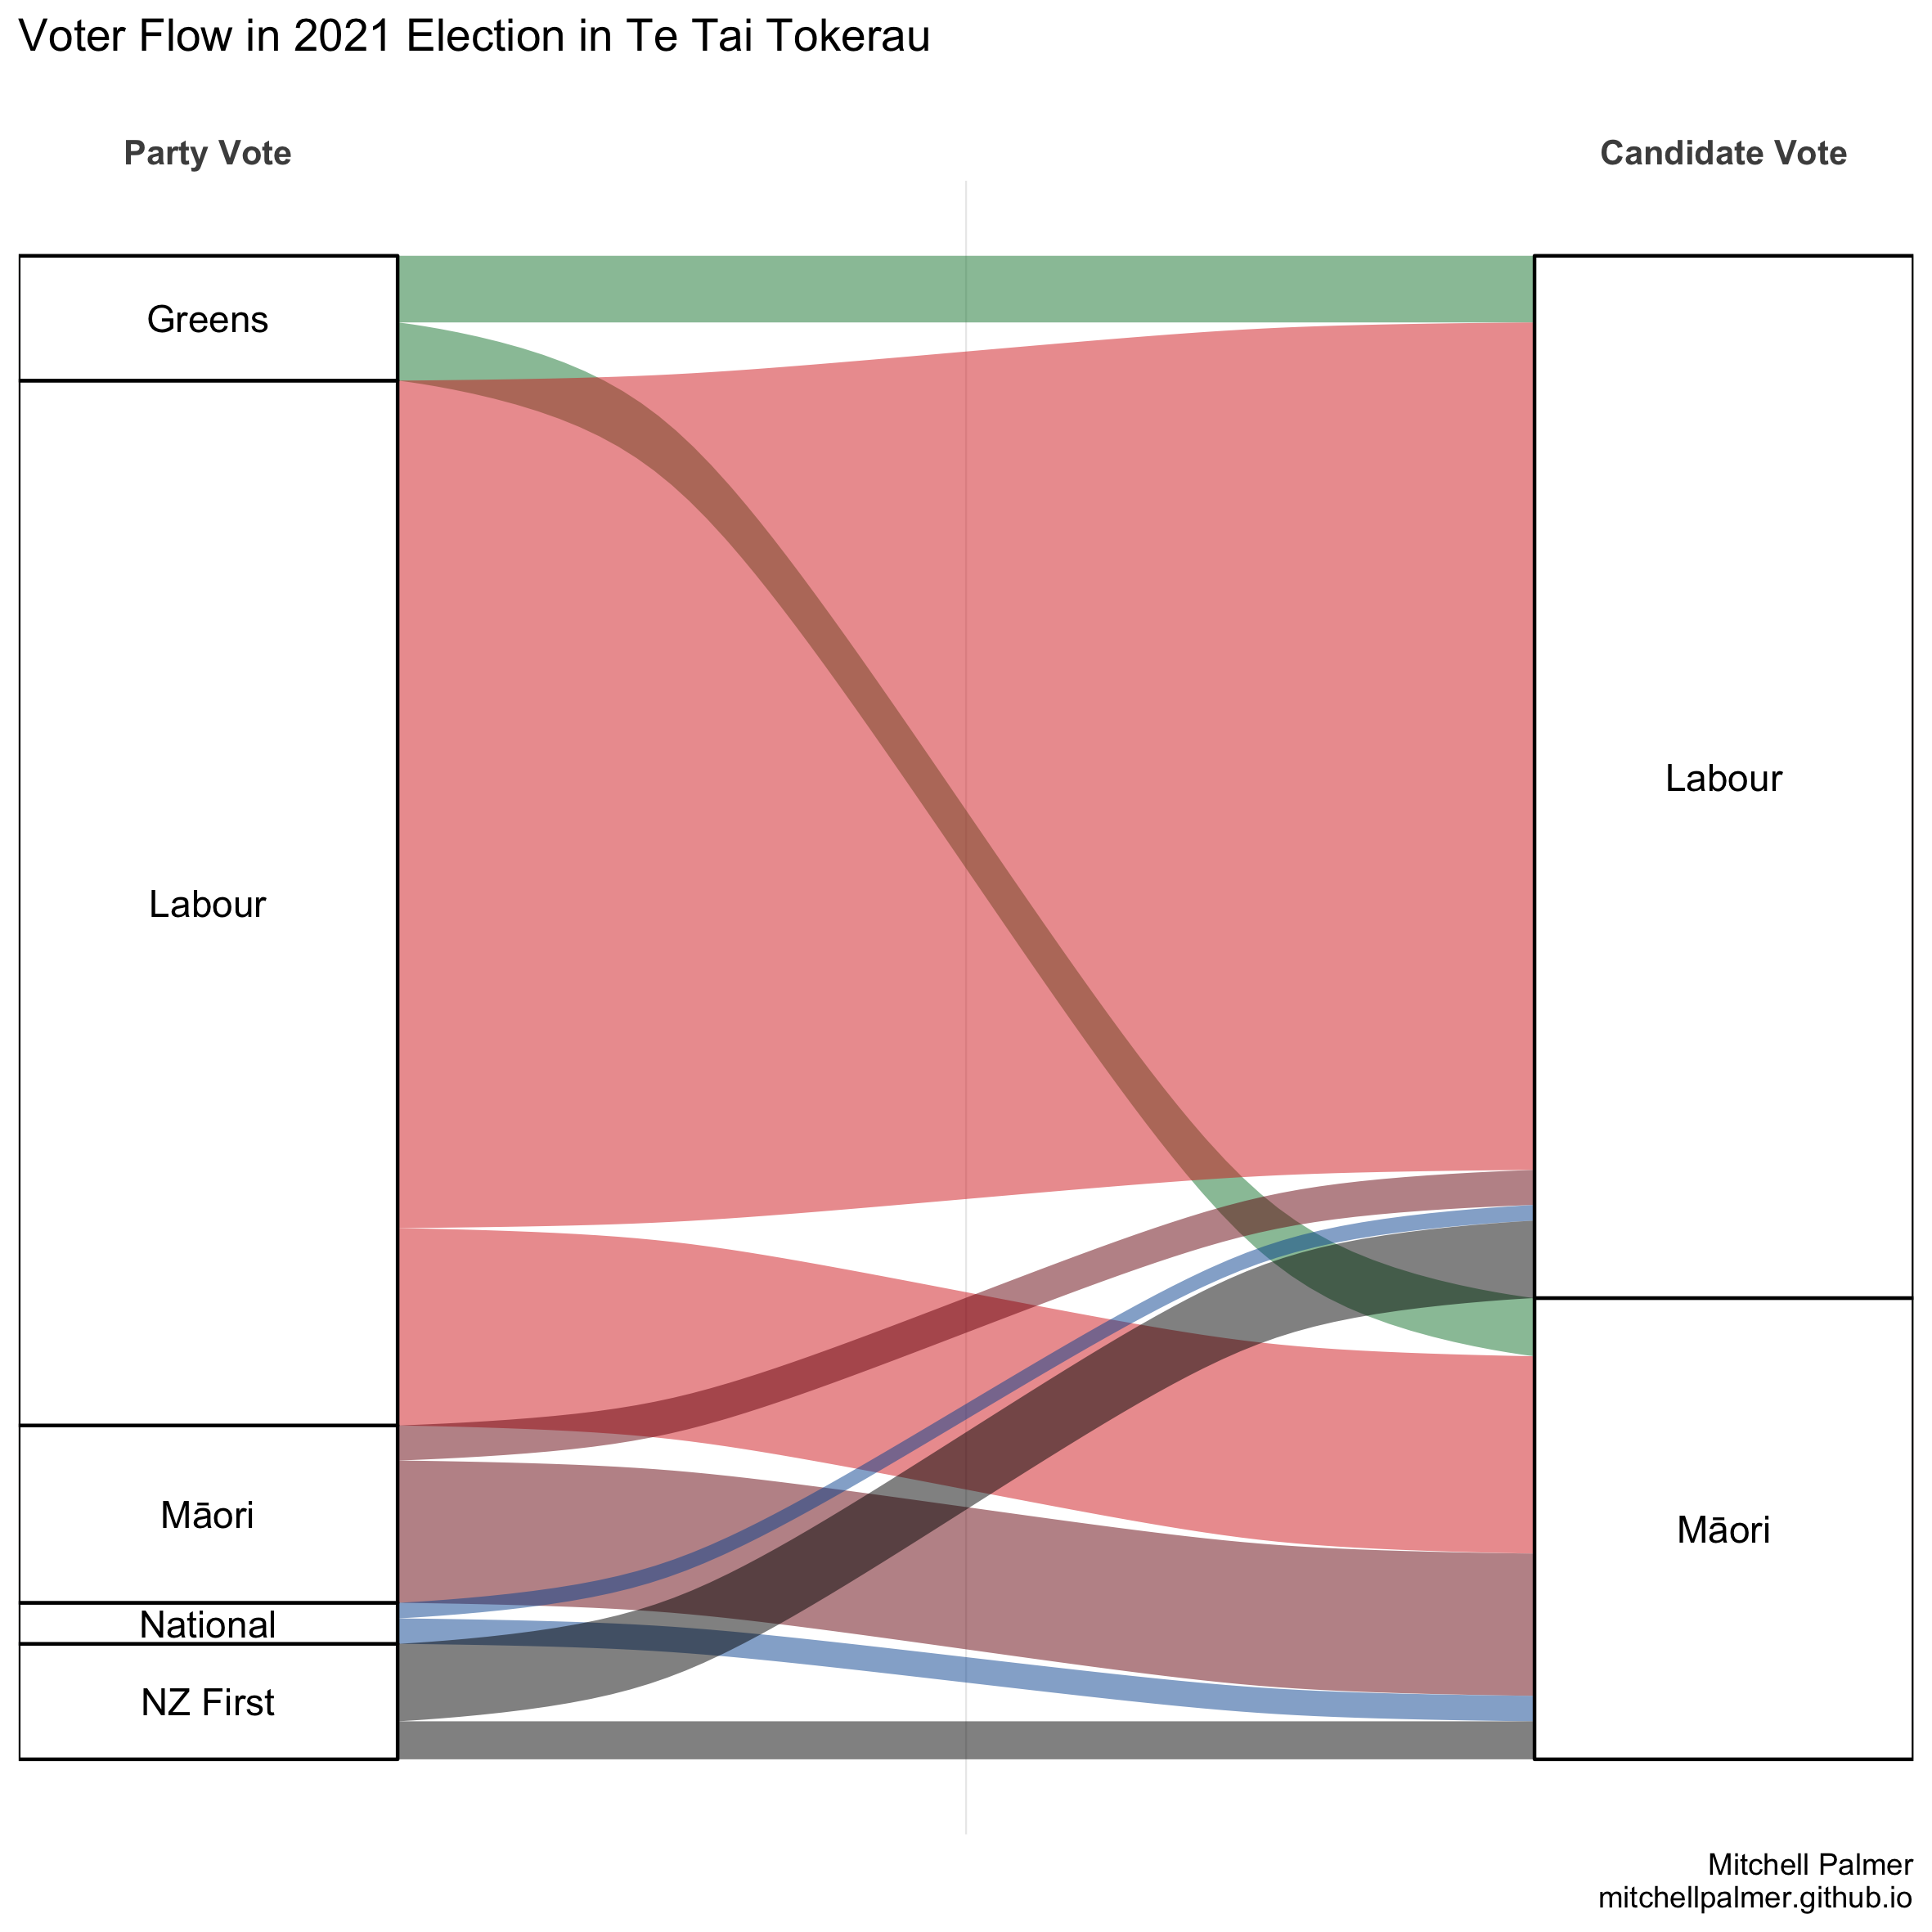 Voter Flow in 2021 Election in Te Tai Tokerau
Party Vote
Candidate Vote
Greens
Labour
Māori
National
NZ First
Labour
Māori
Mitchell Palmer
mitchellpalmer.github.io